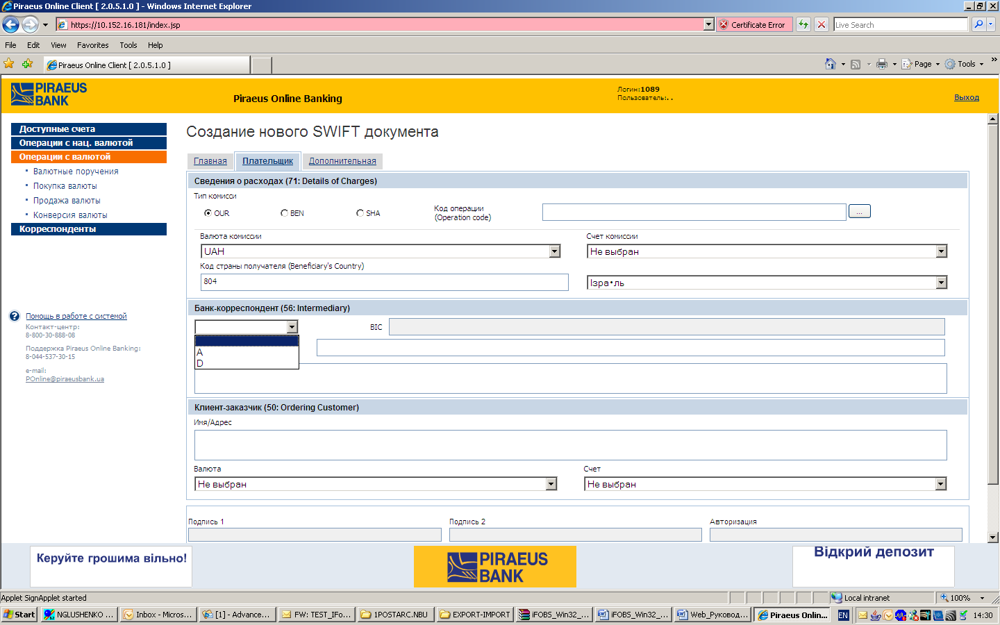 Piraeus Online Client [ 2.0.5.1.0 ] - Windows Internet Explorer
https://10.152.16.181/index.jsp
Certificate Error
Live Search
File Edit View Favorites Tools Help
Piraeus Online Client [ 2.0.5.1.0 ]
Page Tools
PIRAEUS BANK
Piraeus Online Banking
Логин:1089
Пользователь:. .
Выход
Доступные счета
Операции с нац. валютой
Операции с валютой
Валютные поручения
Покупка валюты
Продажа валюты
Конверсия валюты
Корреспонденты
Помощь в работе с системой
Контакт-центр:
8-800-30-888-08
Поддержка Piraeus Online Banking:
8-044-537-30-15
e-mail:
POnline@piraeusbank.ua
Создание нового SWIFT документа
Главная Плательщик Дополнительная
Сведения о расходах (71: Details of Charges)
Тип комисси
OUR BEN SHA
Код операции
(Operation code)
...
Валюта комиссии Счет комиссии
UAH Не выбран
Код страны получателя (Beneficiary's Country)
804 Ізра•ль
Банк-корреспондент (56: Intermediary)
BIC
A
D
Клиент-заказчик (50: Ordering Customer)
Имя/Адрес
Валюта Счет
Не выбран Не выбран
Подпись 1 Подпись 2 Авторизация
Керуйте грошима вільно!
PIRAEUS BANK
Відкрий депозит
Applet SignApplet started
Local intranet
100%
Start
NGLUSHENKO ...
Inbox - Micros...
[1] - Advance...
FW: TEST_IFo...
1POSTARC.NBU
EXPORT-IMPORT
iFOBS_Win32_...
iFOBS_Win32_...
Web_Руковод...
Piraeus Onlin...
EN
14:30